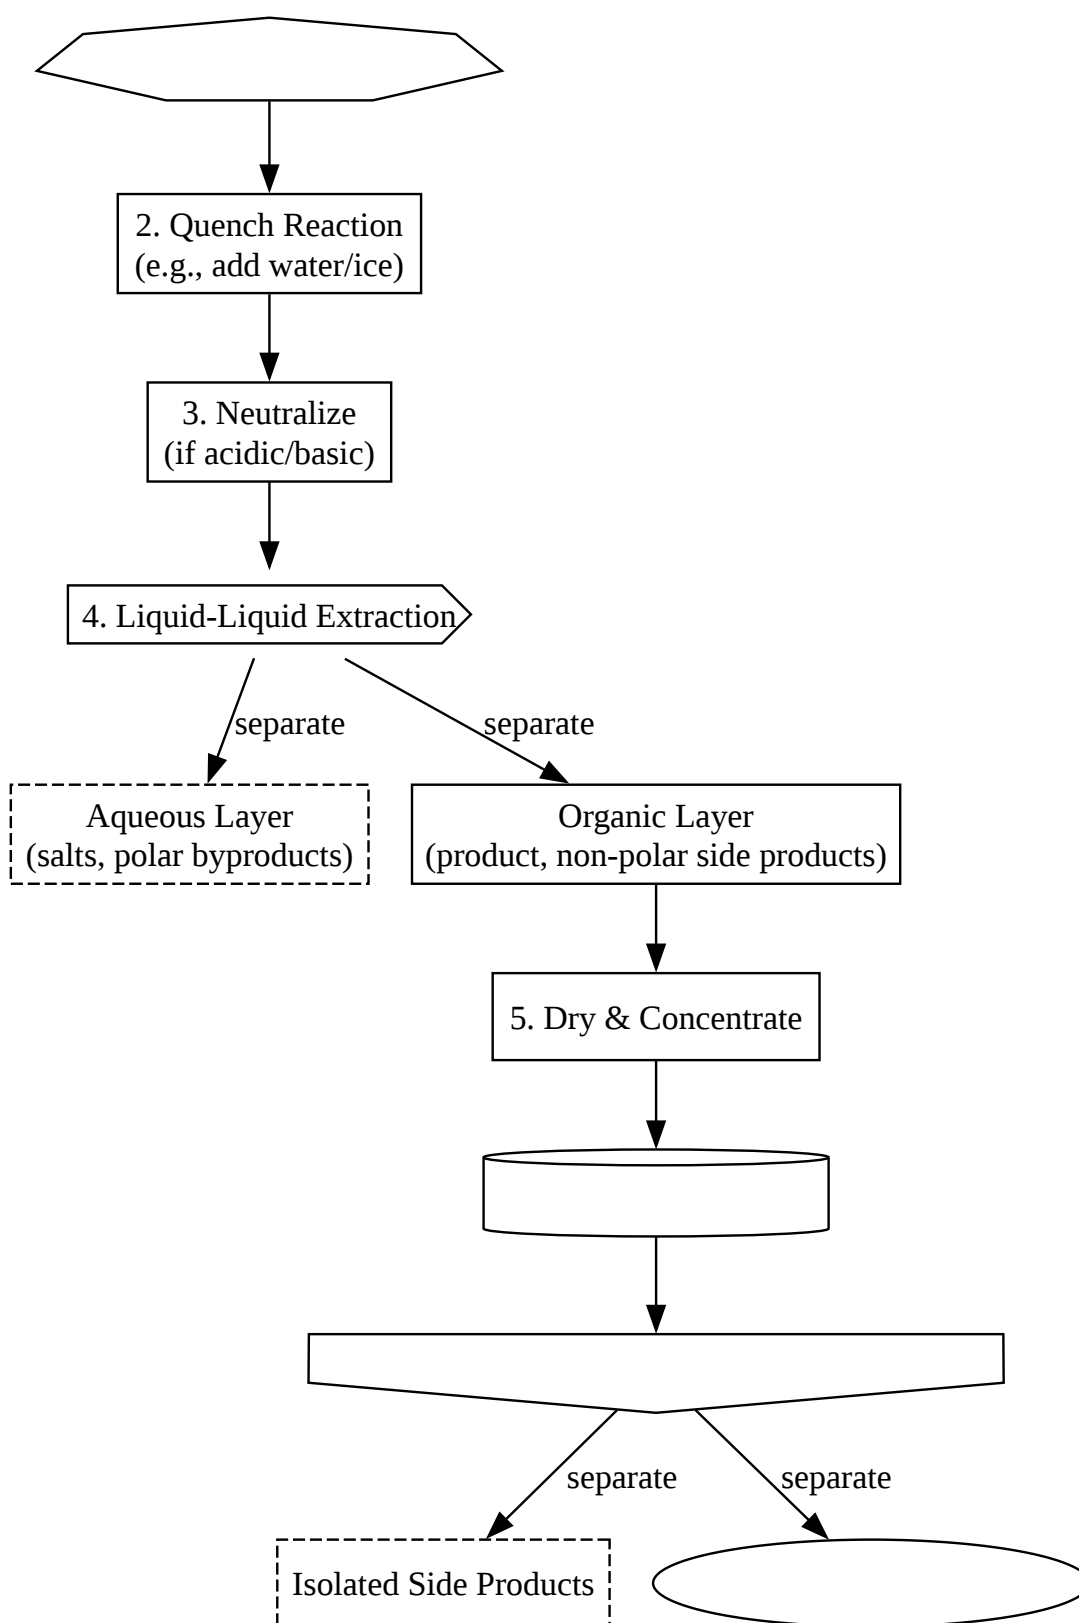 2. Quench Reaction
(e.g., add water/ice)
3. Neutralize
(if acidic/basic)
4. Liquid-Liquid Extraction
separate
separate
Aqueous Layer
(salts, polar byproducts)
Organic Layer
(product, non-polar side products)
5. Dry & Concentrate
separate
separate
Isolated Side Products